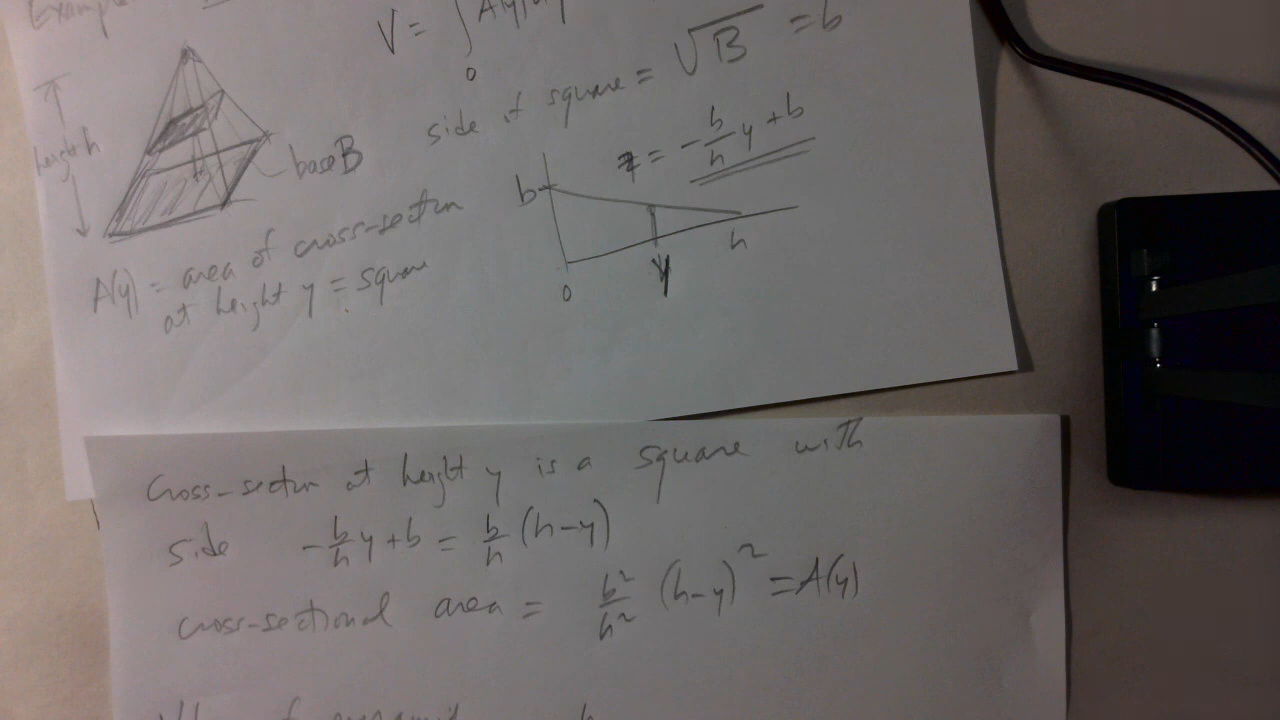 Example
V = ∫
0
side of square = √B = b
height h
base B
z = -b/h y + b
b
h
0
y
A(y) = area of cross-section
at height y = square
cross-section at height y is a square with
side -b/h y + b = b/h (h-y)
cross-sectional area = b²/h² (h-y)² = A(y)